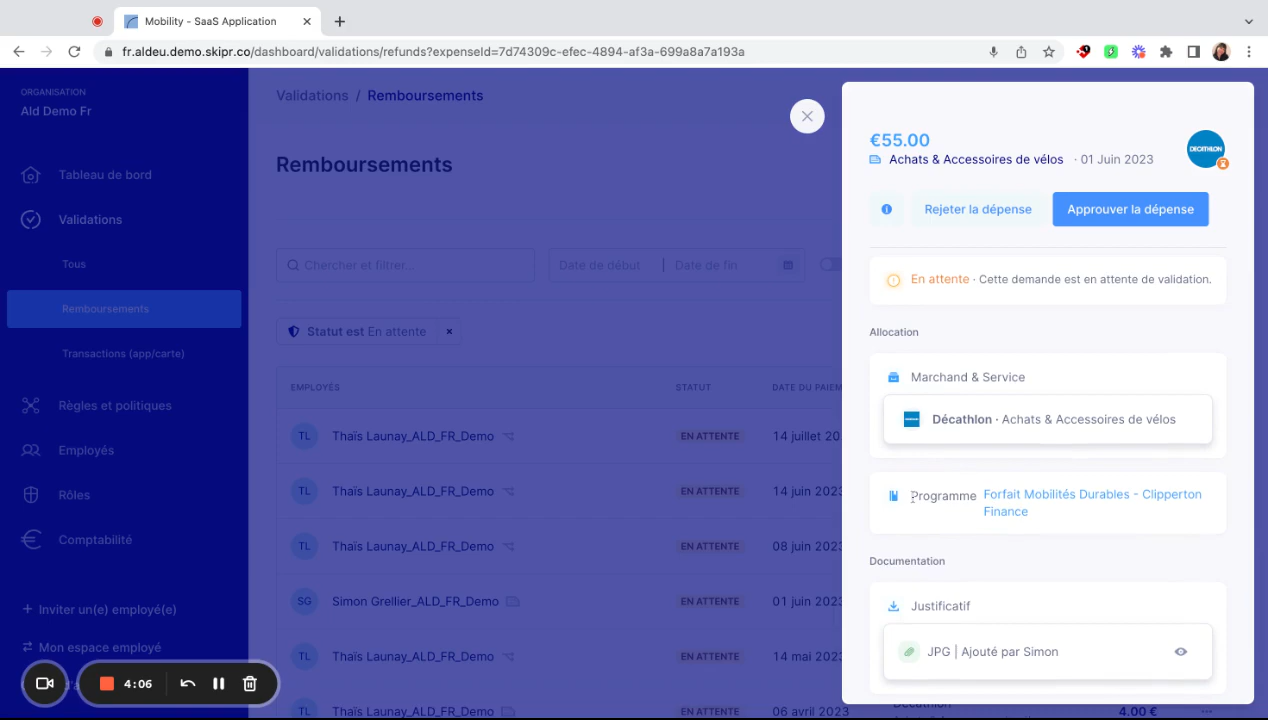 Mobility - SaaS Application
fr.aldeu.demo.skipr.co/dashboard/validations/refunds?expenseId=7d74309c-efec-4894-af3a-699a8a7a193a
ORGANISATION
Ald Demo Fr
Tableau de bord
Validations
Tous
Remboursements
Transactions (app/carte)
Règles et politiques
Employés
Rôles
Comptabilité
+ Inviter un(e) employé(e)
Mon espace employé
4:06
Validations / Remboursements
Remboursements
Chercher et filtrer...
Date de début
Date de fin
Statut est En attente ×
EMPLOYÉS STATUT DATE DU PAIEM
TL Thaïs Launay_ALD_FR_Demo EN ATTENTE 14 juillet 20
TL Thaïs Launay_ALD_FR_Demo EN ATTENTE 14 juin 2023
TL Thaïs Launay_ALD_FR_Demo EN ATTENTE 08 juin 2023
SG Simon Grellier_ALD_FR_Demo EN ATTENTE 01 juin 2023
TL Thaïs Launay_ALD_FR_Demo EN ATTENTE 14 mai 2023
TL Thaïs Launay_ALD_FR_Demo EN ATTENTE 06 avril 2023
4.00 €
€55.00
Achats & Accessoires de vélos · 01 Juin 2023
DECATHLON
Rejeter la dépense
Approuver la dépense
En attente · Cette demande est en attente de validation.
Allocation
Marchand & Service
Décathlon · Achats & Accessoires de vélos
Programme Forfait Mobilités Durables - Clipperton
Finance
Documentation
Justificatif
JPG | Ajouté par Simon